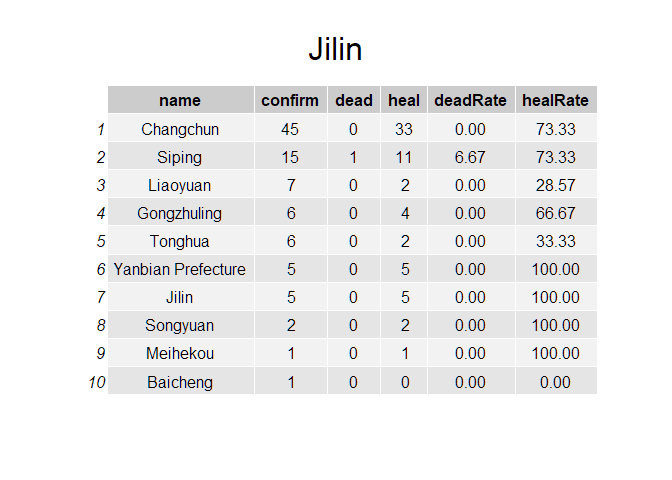 Jilin
name confirm dead heal deadRate healRate
1 Changchun 45 0 33 0.00 73.33
2 Siping 15 1 11 6.67 73.33
3 Liaoyuan 7 0 2 0.00 28.57
4 Gongzhuling 6 0 4 0.00 66.67
5 Tonghua 6 0 2 0.00 33.33
6 Yanbian Prefecture 5 0 5 0.00 100.00
7 Jilin 5 0 5 0.00 100.00
8 Songyuan 2 0 2 0.00 100.00
9 Meihekou 1 0 1 0.00 100.00
10 Baicheng 1 0 0 0.00 0.00